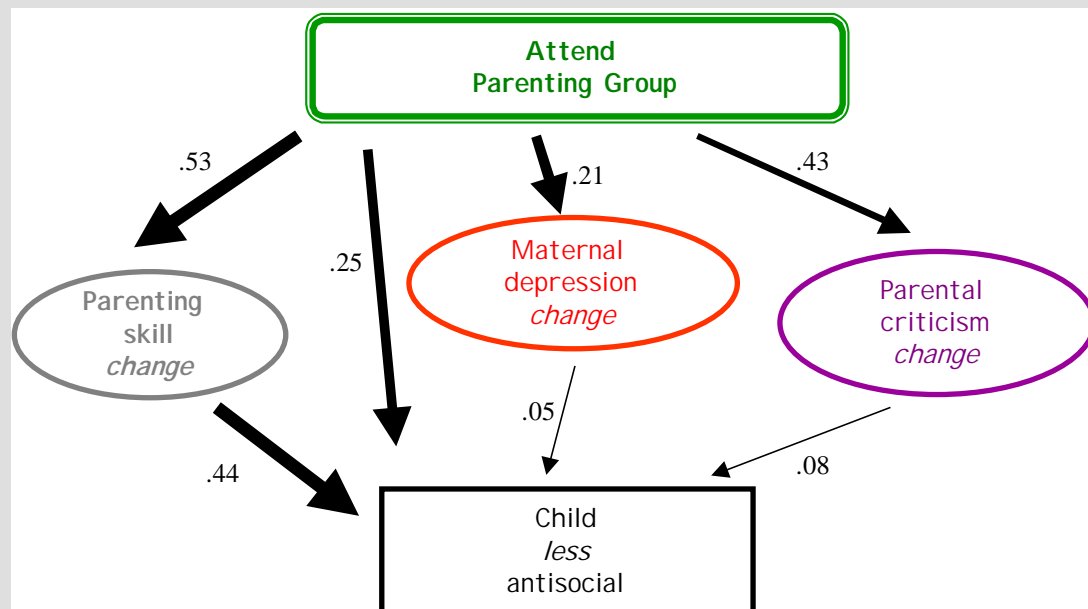 Attend
Parenting Group
.53
.25
.21
.43
Parenting
skill
change
Maternal
depression
change
Parental
criticism
change
.44
.05
.08
Child
less
antisocial